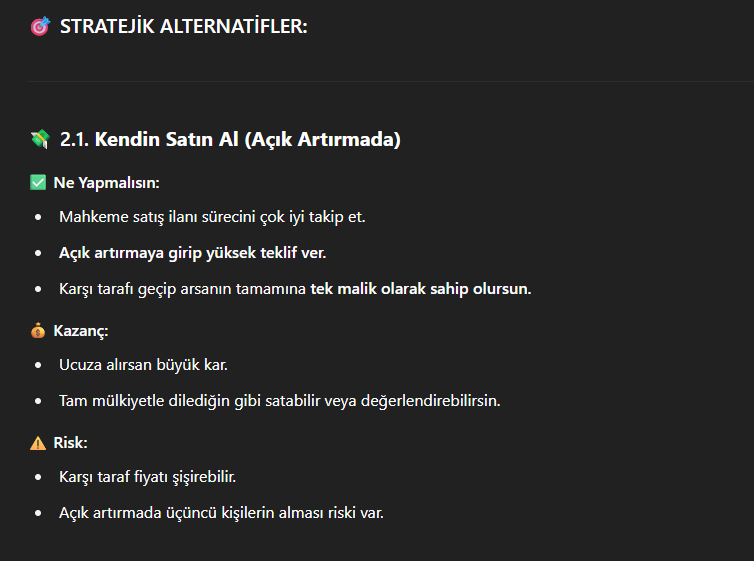 🎯 STRATEJİK ALTERNATİFLER:
💸 2.1. Kendin Satın Al (Açık Artırmada)
✅ Ne Yapmalısın:
• Mahkeme satış ilanı sürecini çok iyi takip et.
• Açık artırmaya girip yüksek teklif ver.
• Karşı tarafı geçip arsanın tamamına tek malik olarak sahip olursun.
💰 Kazanç:
• Ucuza alırsan büyük kar.
• Tam mülkiyetle dilediğin gibi satabilir veya değerlendirebilirsin.
⚠️ Risk:
• Karşı taraf fiyatı şişirebilir.
• Açık artırmada üçüncü kişilerin alması riski var.